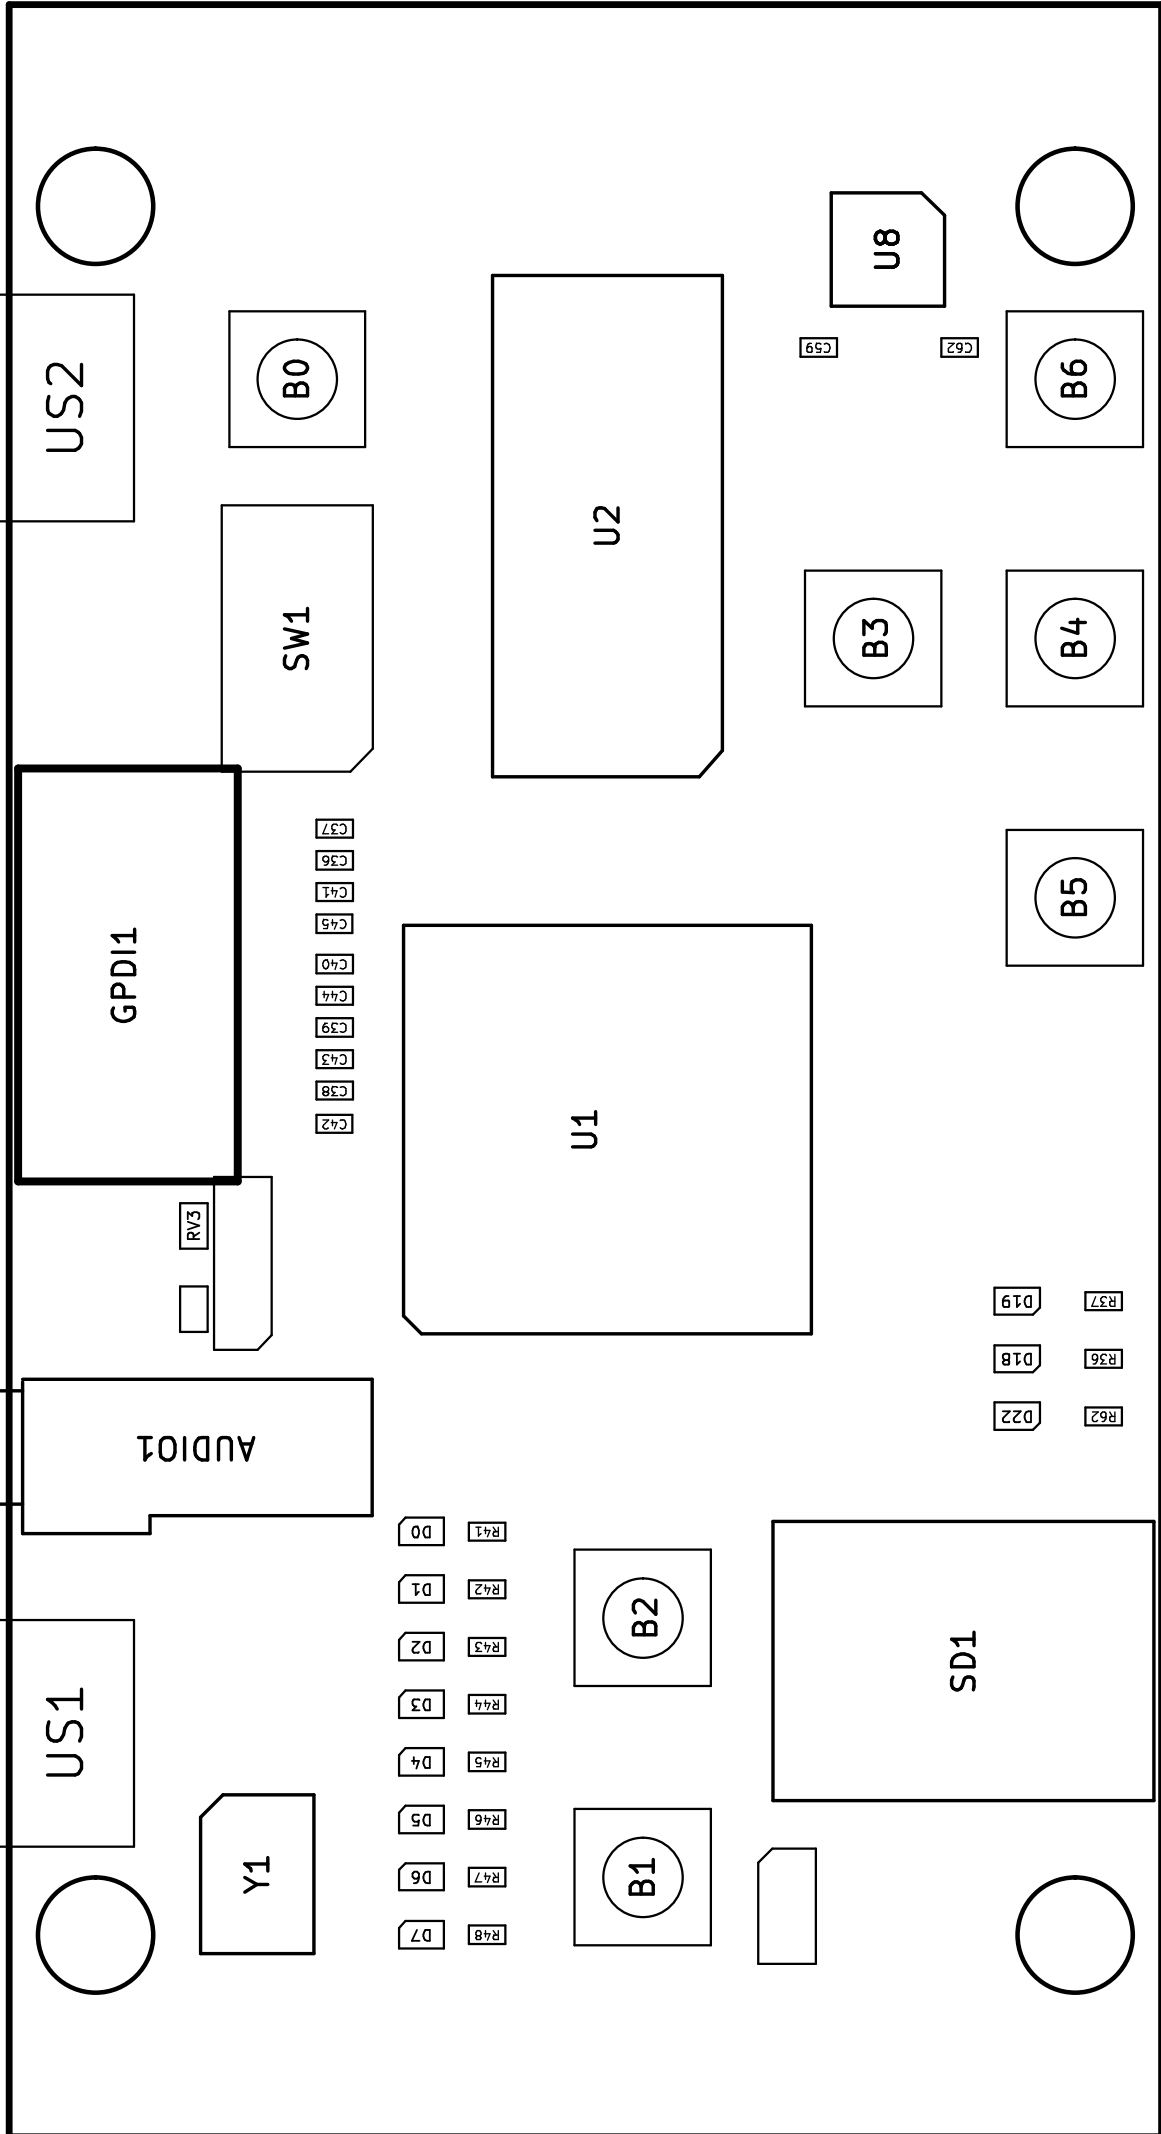 U8
US2
B0
C59
C62
B6
U2
SW1
B3
B4
C37
C36
C41
C45
B5
GPDI1
C40
C44
C39
C43
C38
C42
U1
RV3
D19
R37
D18
R36
D22
R62
AUDIO1
D0
R41
D1
R42
B2
D2
R43
SD1
D3
R44
US1
D4
R45
D5
R46
Y1
D6
R47
B1
D7
R48